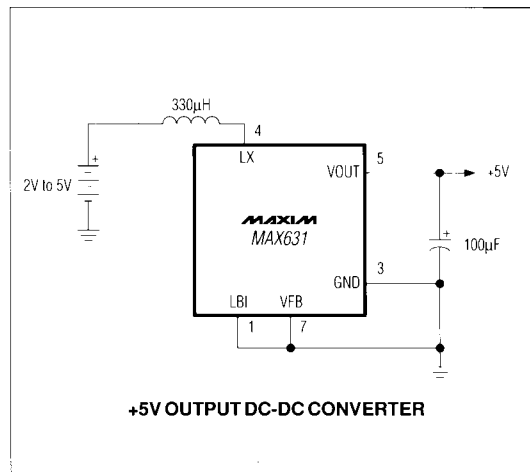 330µH
4
LX
5
VOUT
+5V
+
2V to 5V
MAXIM
MAX631
+
100µF
3
GND
LBI
VFB
1
7
+5V OUTPUT DC-DC CONVERTER